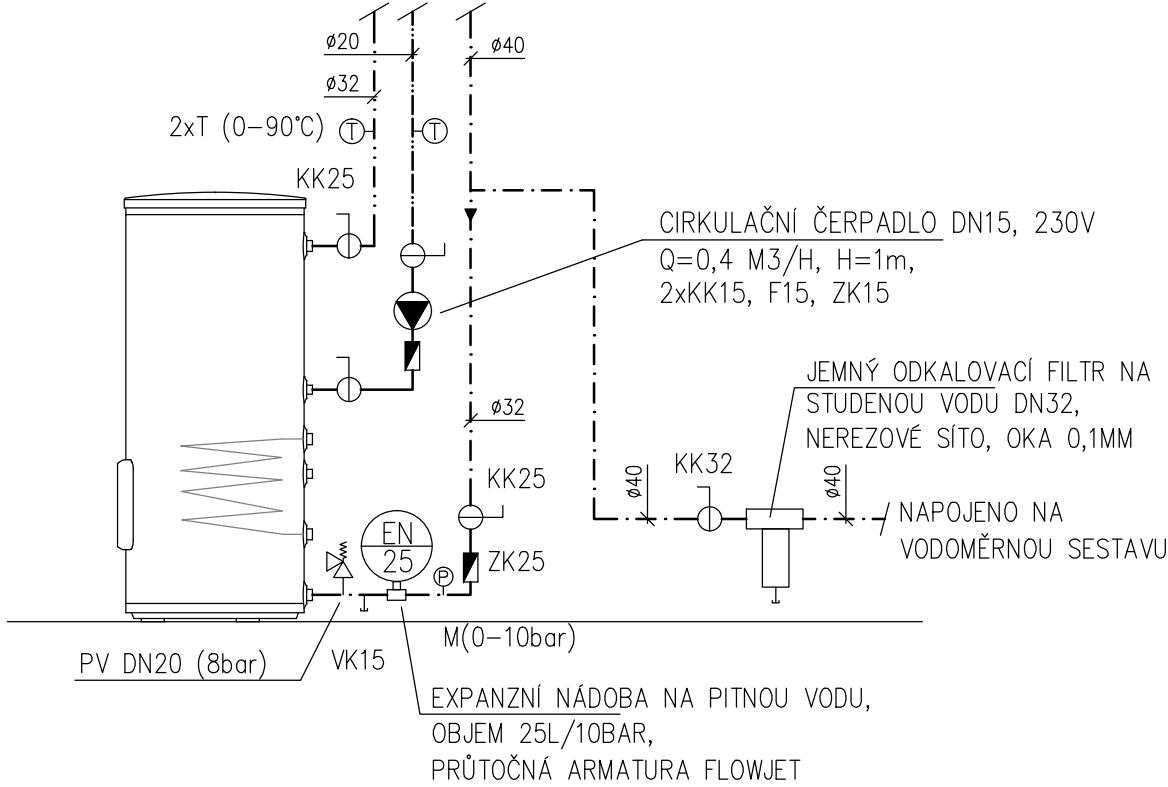 ø20
ø40
ø32
2xT (0-90°C)
T
T
KK25
CIRKULAČNÍ ČERPADLO DN15, 230V
Q=0,4 M3/H, H=1m,
2xKK15, F15, ZK15
JEMNÝ ODKALOVACÍ FILTR NA
STUDENOU VODU DN32,
NEREZOVÉ SÍTO, OKA 0,1MM
ø32
KK25
KK32
ø40
ø40
NAPOJENO NA
VODOMĚRNOU SESTAVU
EN
25
ZK25
P
M(0-10bar)
PV DN20 (8bar)
VK15
EXPANZNÍ NÁDOBA NA PITNOU VODU,
OBJEM 25L/10BAR,
PRŮTOČNÁ ARMATURA FLOWJET